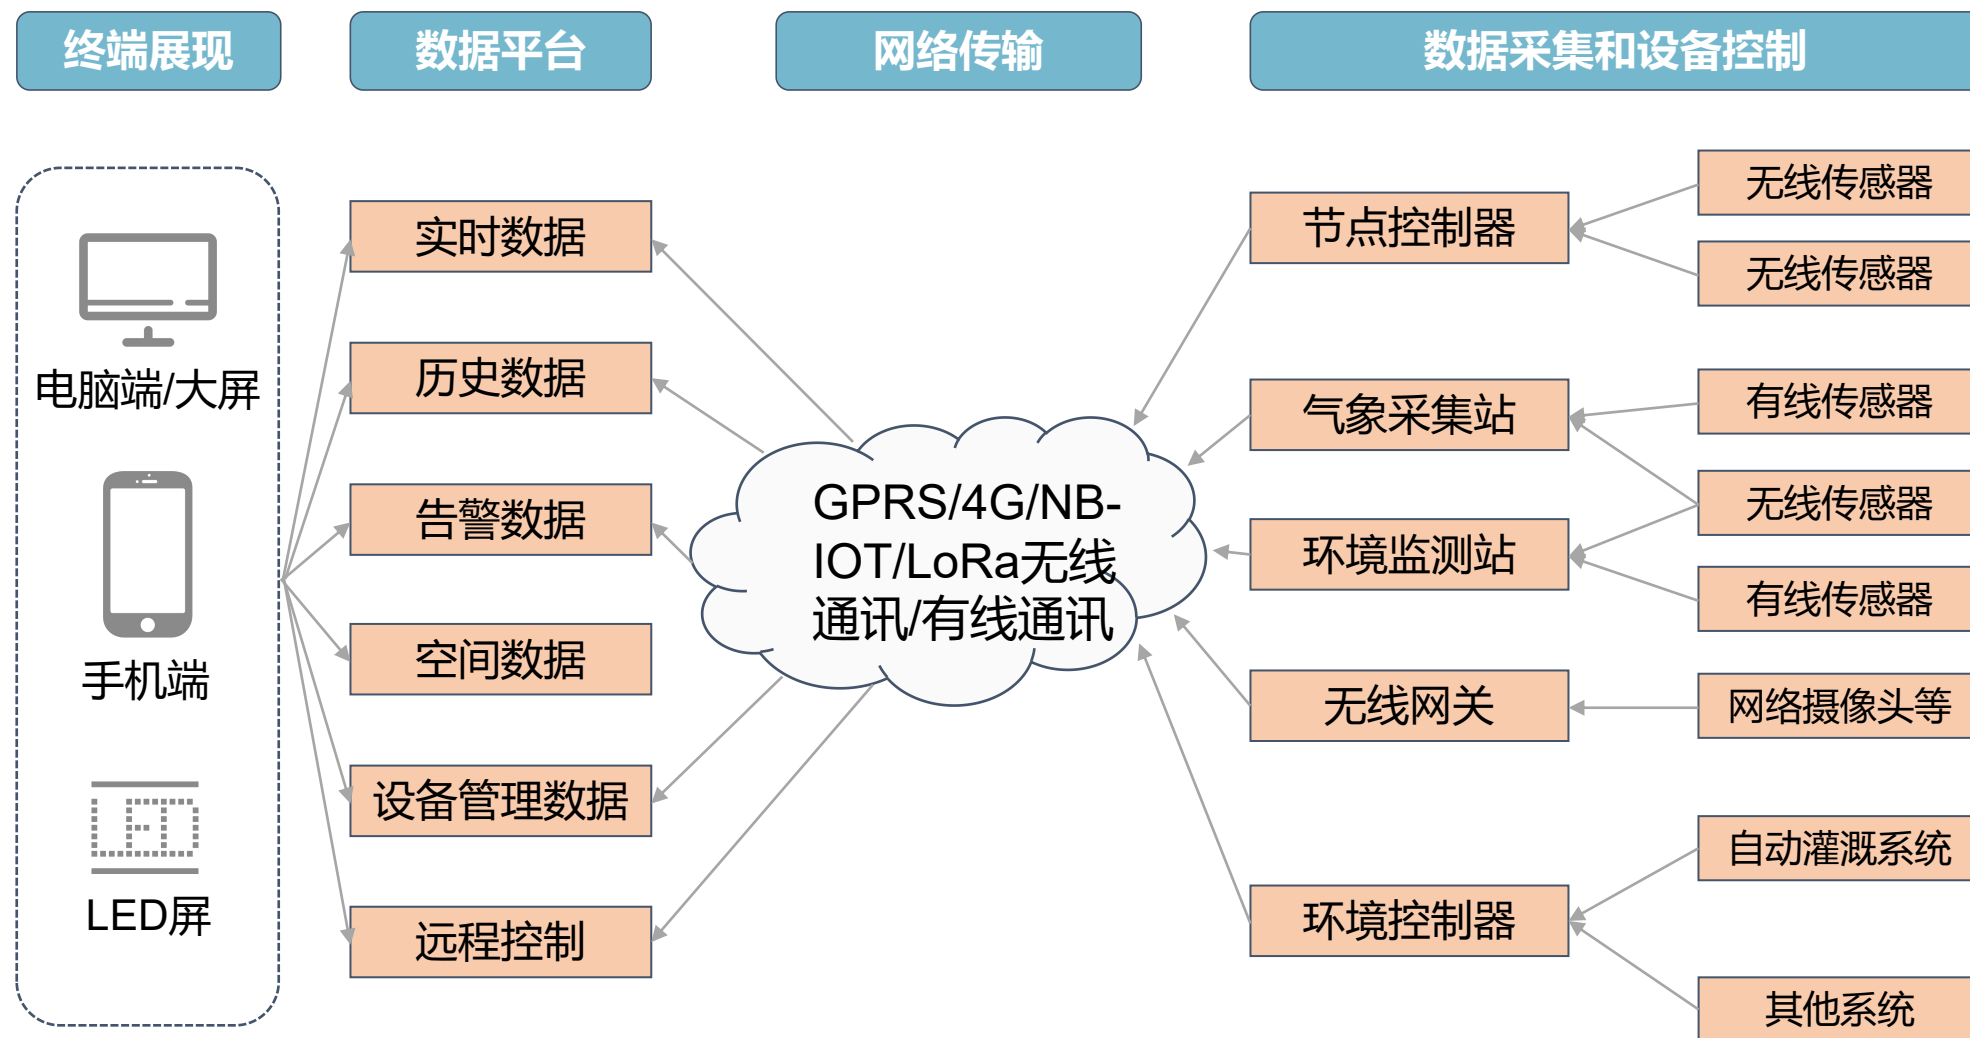 终端展现
数据平台
网络传输
数据采集和设备控制
电脑端/大屏
手机端
LED
LED屏
实时数据
历史数据
告警数据
空间数据
设备管理数据
远程控制
GPRS/4G/NB-
IOT/LoRa无线
通讯/有线通讯
节点控制器
气象采集站
环境监测站
无线网关
环境控制器
无线传感器
无线传感器
有线传感器
无线传感器
有线传感器
网络摄像头等
自动灌溉系统
其他系统